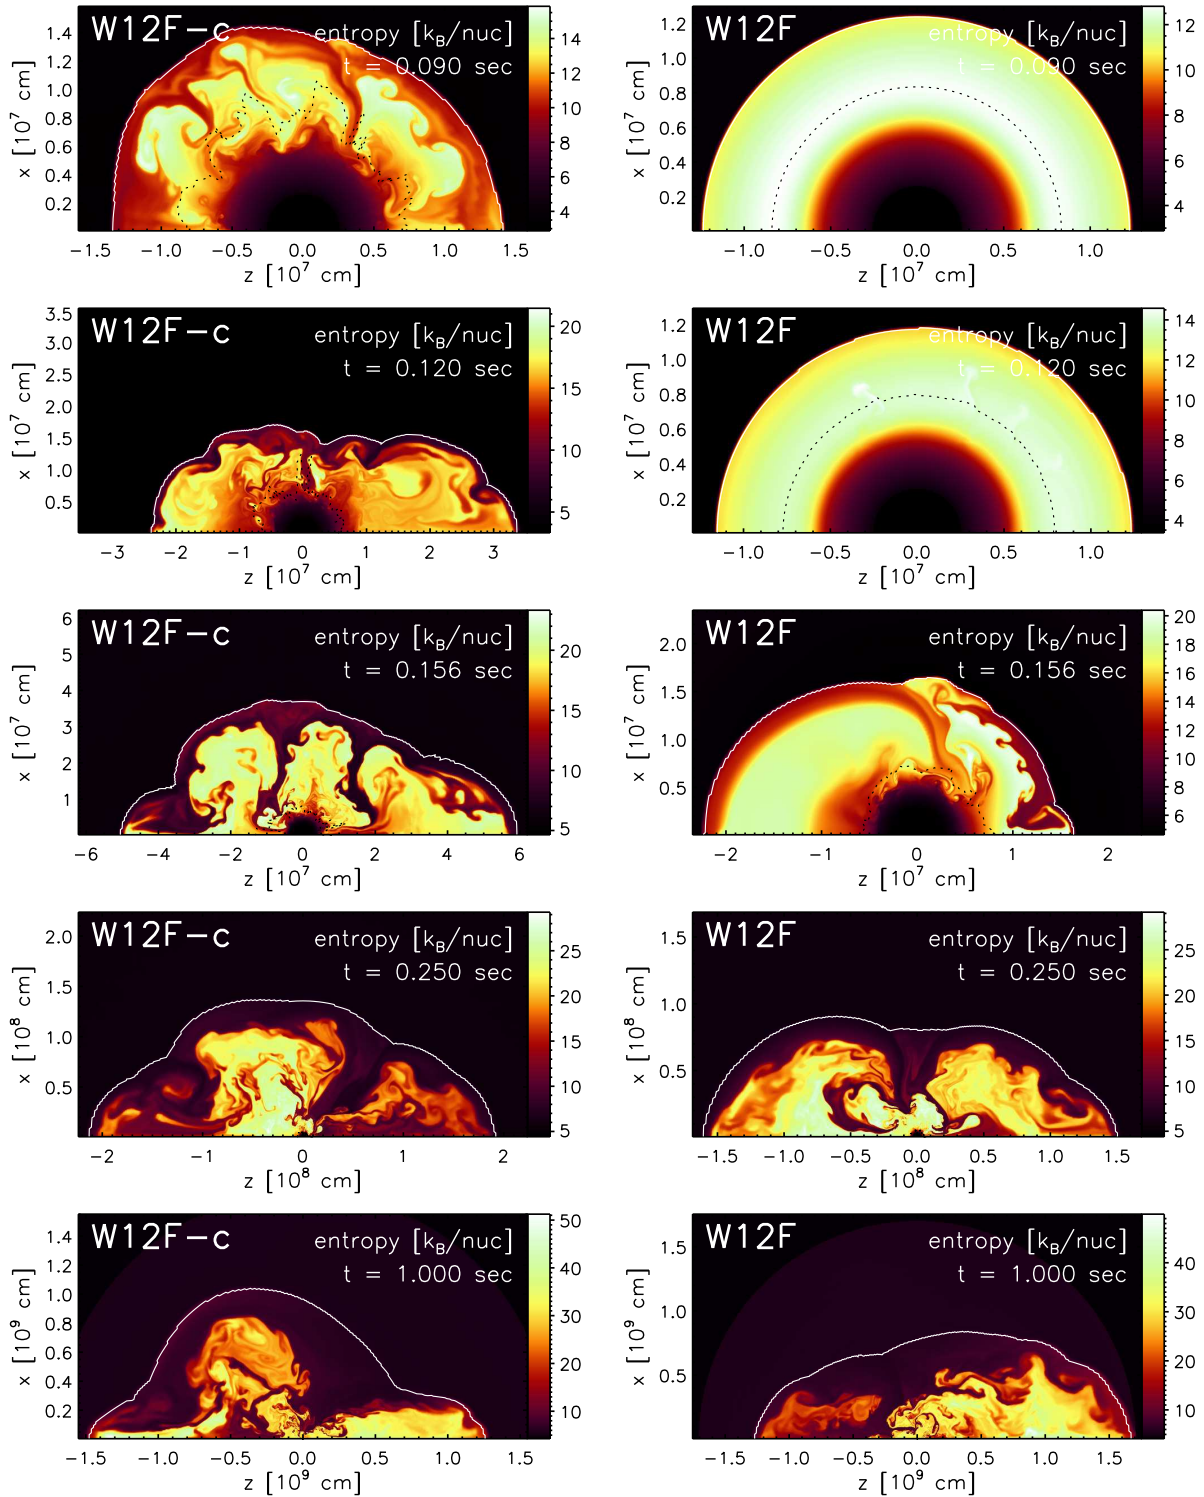 W12F-c
entropy [k_B/nuc]
t = 0.090 sec
x [10^7 cm]
1.4
1.2
1.0
0.8
0.6
0.4
0.2
-1.5 -1.0 -0.5 0.0 0.5 1.0 1.5
z [10^7 cm]
14
12
10
8
6
4
W12F
entropy [k_B/nuc]
t = 0.090 sec
x [10^7 cm]
1.2
1.0
0.8
0.6
0.4
0.2
-1.0 -0.5 0.0 0.5 1.0
z [10^7 cm]
12
10
8
6
4
W12F-c
entropy [k_B/nuc]
t = 0.120 sec
x [10^7 cm]
3.5
3.0
2.5
2.0
1.5
1.0
0.5
-3 -2 -1 0 1 2 3
z [10^7 cm]
20
15
10
5
W12F
entropy [k_B/nuc]
t = 0.120 sec
x [10^7 cm]
1.2
1.0
0.8
0.6
0.4
0.2
-1.0 -0.5 0.0 0.5 1.0
z [10^7 cm]
14
12
10
8
6
4
W12F-c
entropy [k_B/nuc]
t = 0.156 sec
x [10^7 cm]
6
5
4
3
2
1
-6 -4 -2 0 2 4 6
z [10^7 cm]
20
15
10
5
W12F
entropy [k_B/nuc]
t = 0.156 sec
x [10^7 cm]
2.0
1.5
1.0
0.5
-2 -1 0 1 2
z [10^7 cm]
20
18
16
14
12
10
8
6
W12F-c
entropy [k_B/nuc]
t = 0.250 sec
x [10^8 cm]
2.0
1.5
1.0
0.5
-2 -1 0 1 2
z [10^8 cm]
25
20
15
10
5
W12F
entropy [k_B/nuc]
t = 0.250 sec
x [10^8 cm]
1.5
1.0
0.5
-1.5 -1.0 -0.5 0.0 0.5 1.0 1.5
z [10^8 cm]
25
20
15
10
5
W12F-c
entropy [k_B/nuc]
t = 1.000 sec
x [10^9 cm]
1.4
1.2
1.0
0.8
0.6
0.4
0.2
-1.5 -1.0 -0.5 0.0 0.5 1.0 1.5
z [10^9 cm]
50
40
30
20
10
W12F
entropy [k_B/nuc]
t = 1.000 sec
x [10^9 cm]
1.5
1.0
0.5
-1.5 -1.0 -0.5 0.0 0.5 1.0 1.5
z [10^9 cm]
40
30
20
10